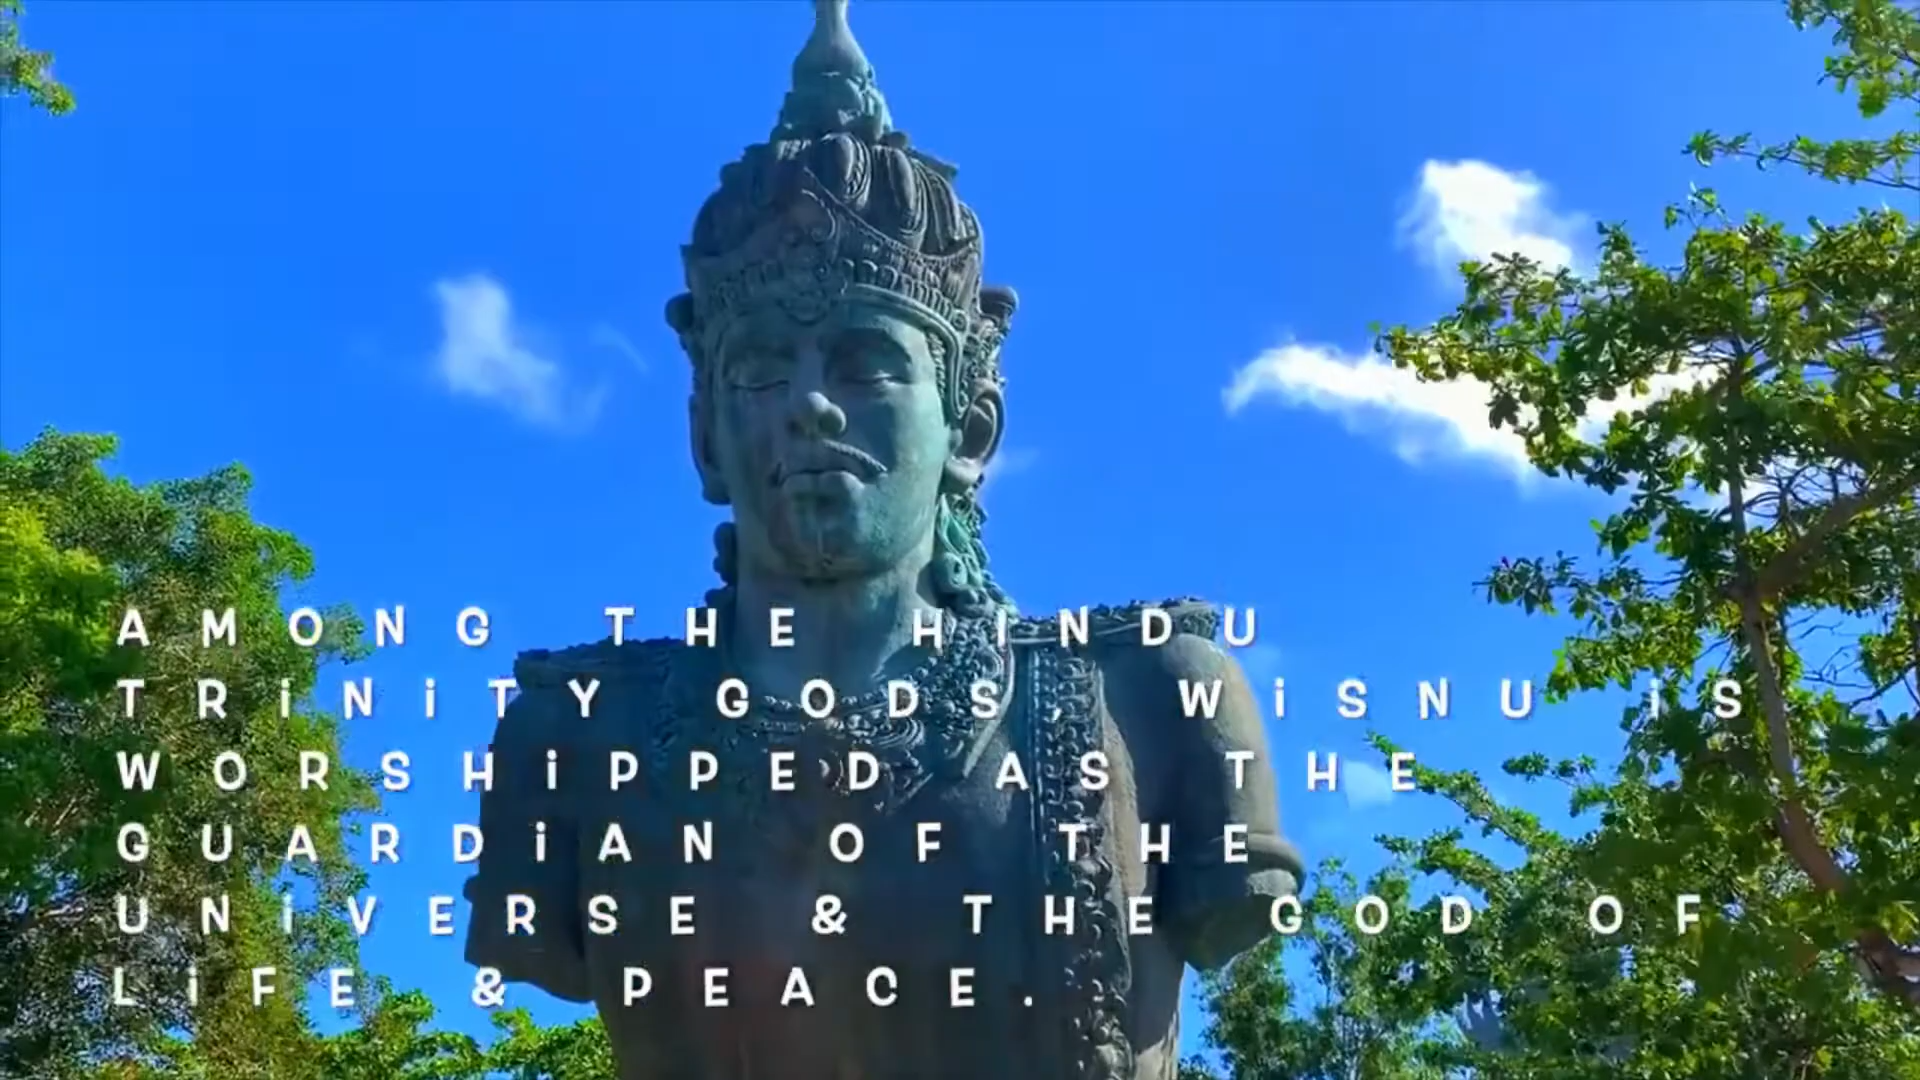 AMONG THE HINDU
TRINITY GODS, WISNU IS
WORSHIPPED AS THE
GUARDIAN OF THE
UNIVERSE & THE GOD OF
LIFE & PEACE.